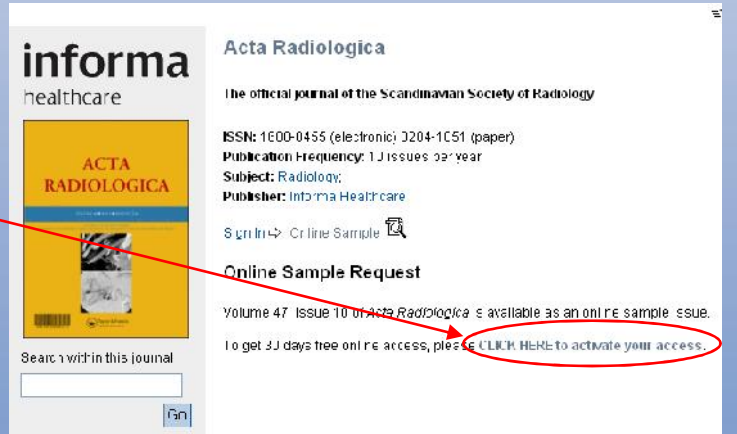 informa
healthcare
ACTA
RADIOLOGICA
Search within this journal
Go
Acta Radiologica
The official journal of the Scandinavian Society of Radiology
ISSN: 1600-0455 (electronic) 0284-1851 (paper)
Publication Frequency: 10 issues per year
Subject: Radiology;
Publisher: Informa Healthcare
Sign In Online Sample
Online Sample Request
Volume 47 Issue 10 of Acta Radiologica is available as an online sample issue.
To get 30 days free online access, please CLICK HERE to activate your access.